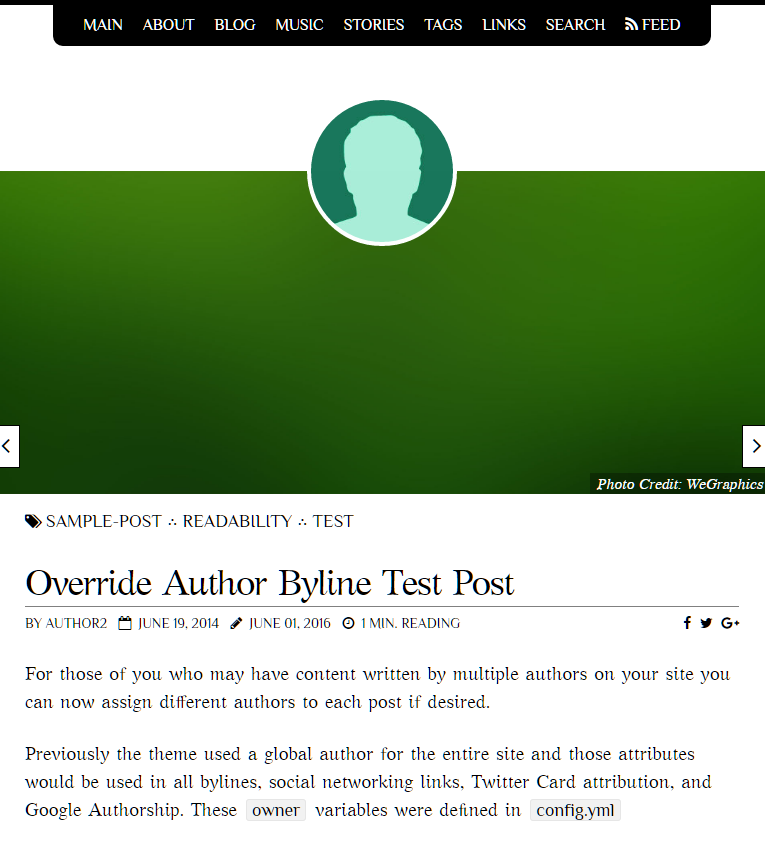 MAIN ABOUT BLOG MUSIC STORIES TAGS LINKS SEARCH FEED
Photo Credit: WeGraphics
SAMPLE-POST ∴ READABILITY ∴ TEST
Override Author Byline Test Post
BY AUTHOR2 JUNE 19, 2014 JUNE 01, 2016 1 MIN. READING
For those of you who may have content written by multiple authors on your site you
can now assign different authors to each post if desired.
Previously the theme used a global author for the entire site and those attributes
would be used in all bylines, social networking links, Twitter Card attribution, and
Google Authorship. These owner variables were defined in config.yml